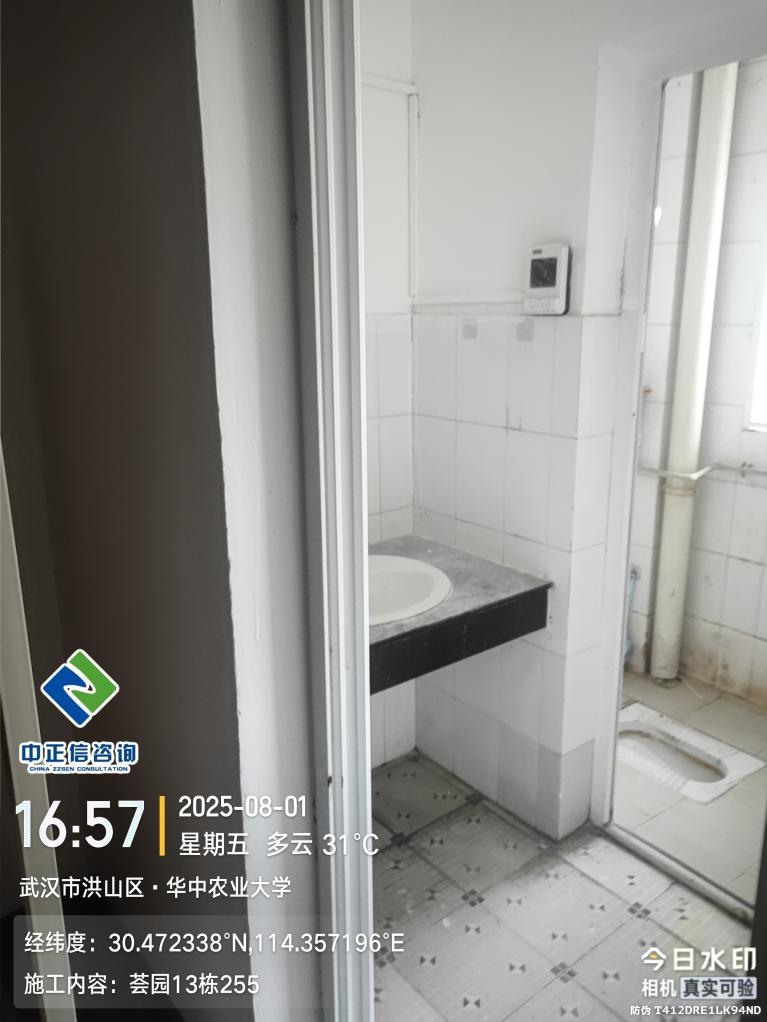 中正信咨询
CHINA ZZSEN CONSULTATION
16:57
2025-08-01
星期五 多云 31°C
武汉市洪山区·华中农业大学
经纬度：30.472338°N,114.357196°E
施工内容：荟园13栋255
今日水印
相机 真实可验
防伪 T412DRE1LK94ND